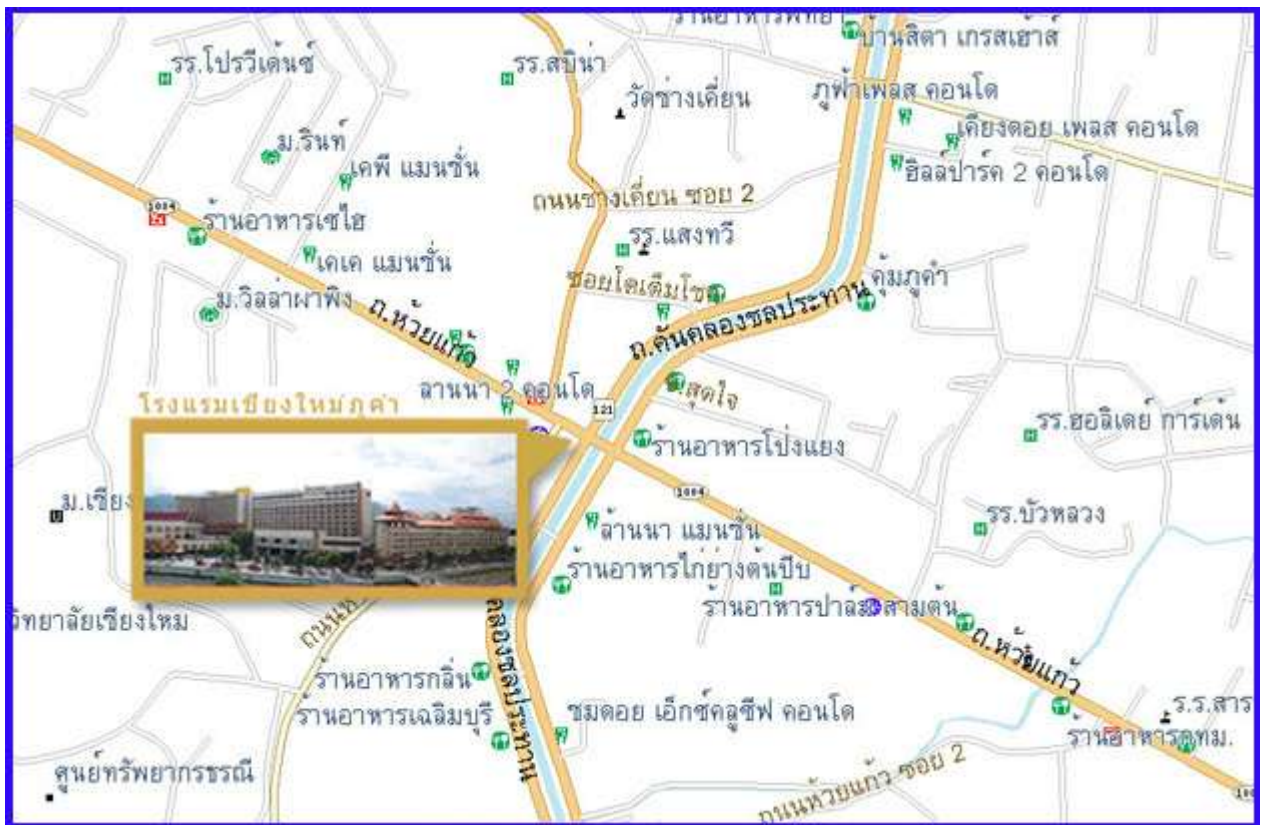 บ้านสิตา เกรสเฮาส์
รร.โปรวิเด้นซ์
รร.สบิน่า
วัดช่างเคี่ยน
ภูฟ้าเพลส คอนโด
เคียงดอย เพลส คอนโด
ม.รินท์
เคพี แมนชั่น
ฮิลล์ปาร์ค 2 คอนโด
ถนนช่างเคี่ยน ซอย 2
1004
ร้านอาหารเซไฮ
รร.แสงทวี
เคเค แมนชั่น
ซอยโคเดิมโซ
คุ้มภูคำ
ม.วิลล่าผาพิง
ถ.ห้วยแก้ว
ถ.คันคลองชลประทาน
ลานนา 2 คอนโด
สุดใจ
โรงแรมเชียงใหม่ภูคำ
121
รร.ฮอลิเดย์ การ์เด้น
ร้านอาหารโป่งแยง
1004
ม.เชียง
รร.บัวหลวง
ล้านนา แมนชั่น
ร้านอาหารไก่ย่างต้นปีบ
ร้านอาหารปาล์ม สามต้น
วิทยาลัยเชียงใหม่
ถ.ห้วยแก้ว
คลองชลประทาน
ร้านอาหารกลิ่น
ร้านอาหารเฉลิมบุรี
ชมดอย เอ็กซ์คลูซีฟ คอนโด
ร.ร.สาร
ร้านอาหารกทม.
ศูนย์ทรัพยากรธรณี
ถนนห้วยแก้ว ซอย 2